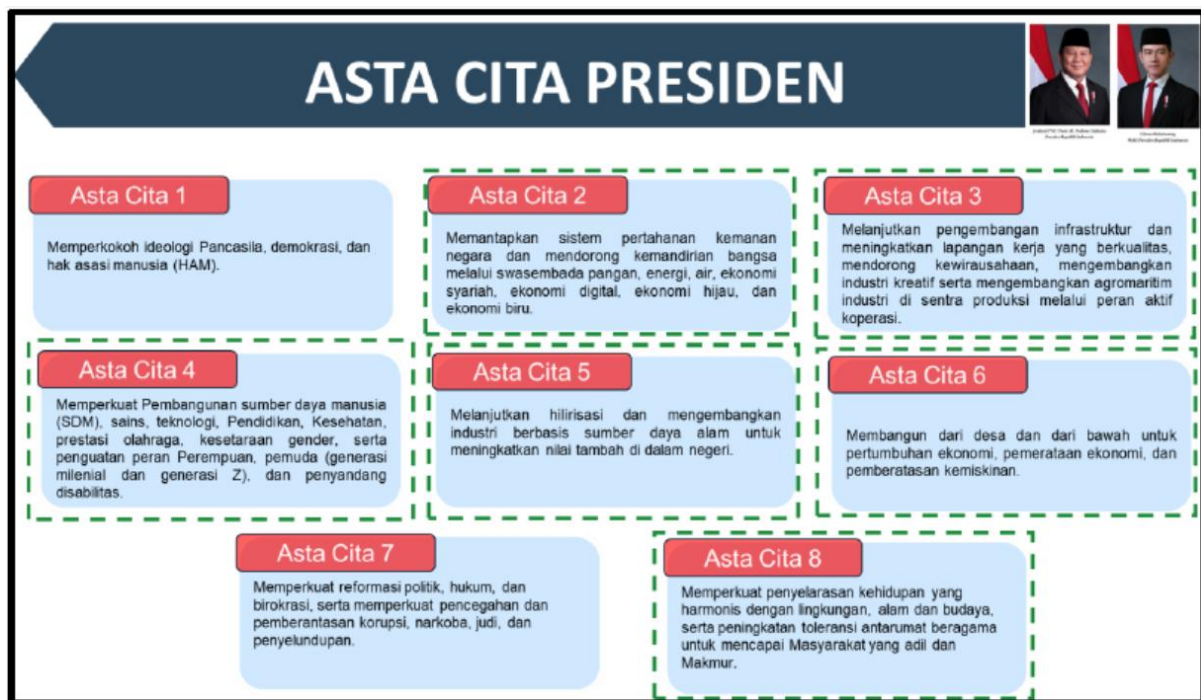 ASTA CITA PRESIDEN
Presiden Republik Indonesia
Wakil Presiden Republik Indonesia
Asta Cita 1
Memperkokoh ideologi Pancasila, demokrasi, dan
hak asasi manusia (HAM).
Asta Cita 2
Memantapkan sistem pertahanan kemanan
negara dan mendorong kemandirian bangsa
melalui swasembada pangan, energi, air, ekonomi
syariah, ekonomi digital, ekonomi hijau, dan
ekonomi biru.
Asta Cita 3
Melanjutkan pengembangan infrastruktur dan
meningkatkan lapangan kerja yang berkualitas,
mendorong kewirausahaan, mengembangkan
industri kreatif serta mengembangkan agromaritim
industri di sentra produksi melalui peran aktif
koperasi.
Asta Cita 4
Memperkuat Pembangunan sumber daya manusia
(SDM), sains, teknologi, Pendidikan, Kesehatan,
prestasi olahraga, kesetaraan gender, serta
penguatan peran Perempuan, pemuda (generasi
milenial dan generasi Z), dan penyandang
disabilitas.
Asta Cita 5
Melanjutkan hilirisasi dan mengembangkan
industri berbasis sumber daya alam untuk
meningkatkan nilai tambah di dalam negeri.
Asta Cita 6
Membangun dari desa dan dari bawah untuk
pertumbuhan ekonomi, pemerataan ekonomi, dan
pemberatasan kemiskinan.
Asta Cita 7
Memperkuat reformasi politik, hukum, dan
birokrasi, serta memperkuat pencegahan dan
pemberantasan korupsi, narkoba, judi, dan
penyelundupan.
Asta Cita 8
Memperkuat penyelarasan kehidupan yang
harmonis dengan lingkungan, alam dan budaya,
serta peningkatan toleransi antarumat beragama
untuk mencapai Masyarakat yang adil dan
Makmur.